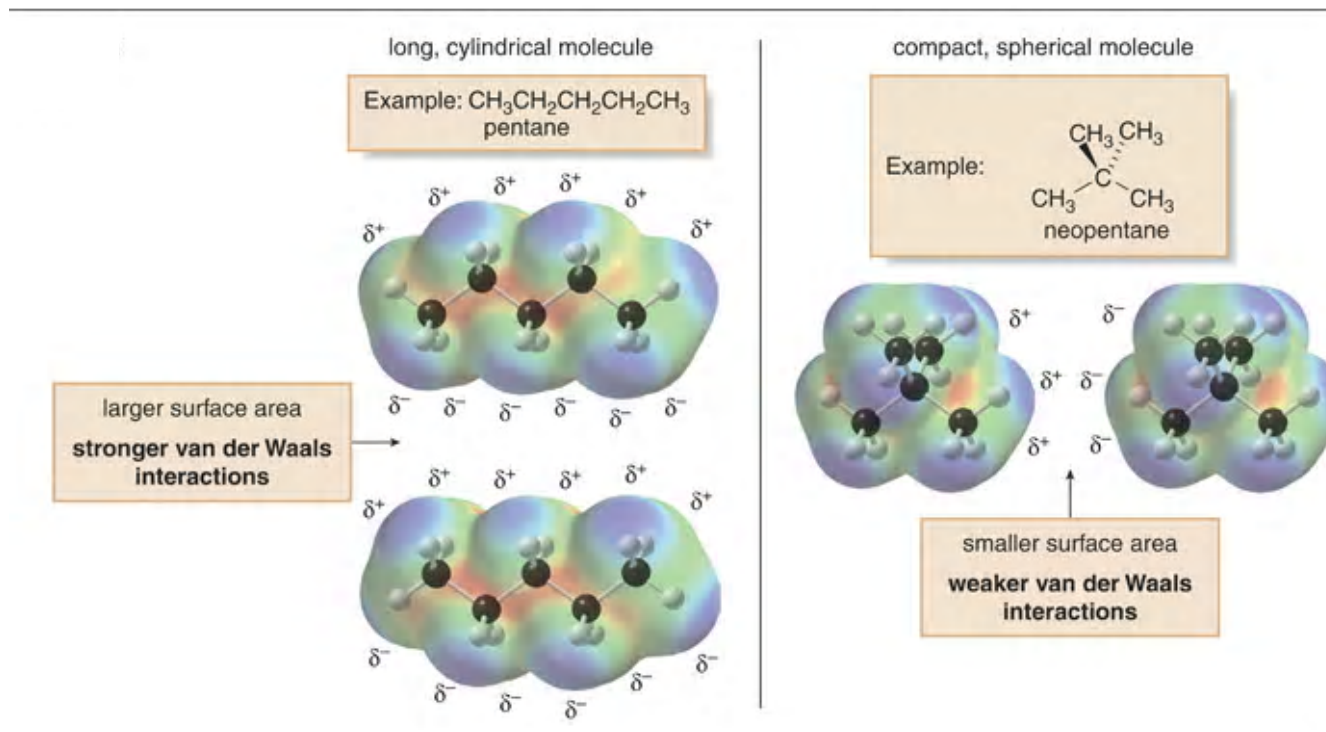 long, cylindrical molecule
Example: CH₃CH₂CH₂CH₂CH₃
pentane
δ⁺ δ⁺ δ⁺ δ⁺ δ⁺ δ⁺
δ⁻ δ⁻ δ⁻ δ⁻ δ⁻ δ⁻
larger surface area
stronger van der Waals
interactions
δ⁺ δ⁺ δ⁺ δ⁺ δ⁺ δ⁺
δ⁻ δ⁻ δ⁻ δ⁻ δ⁻ δ⁻
compact, spherical molecule
Example:
CH₃ CH₃
C
CH₃ CH₃
neopentane
δ⁺ δ⁻
δ⁺ δ⁻
δ⁺ δ⁻
smaller surface area
weaker van der Waals
interactions